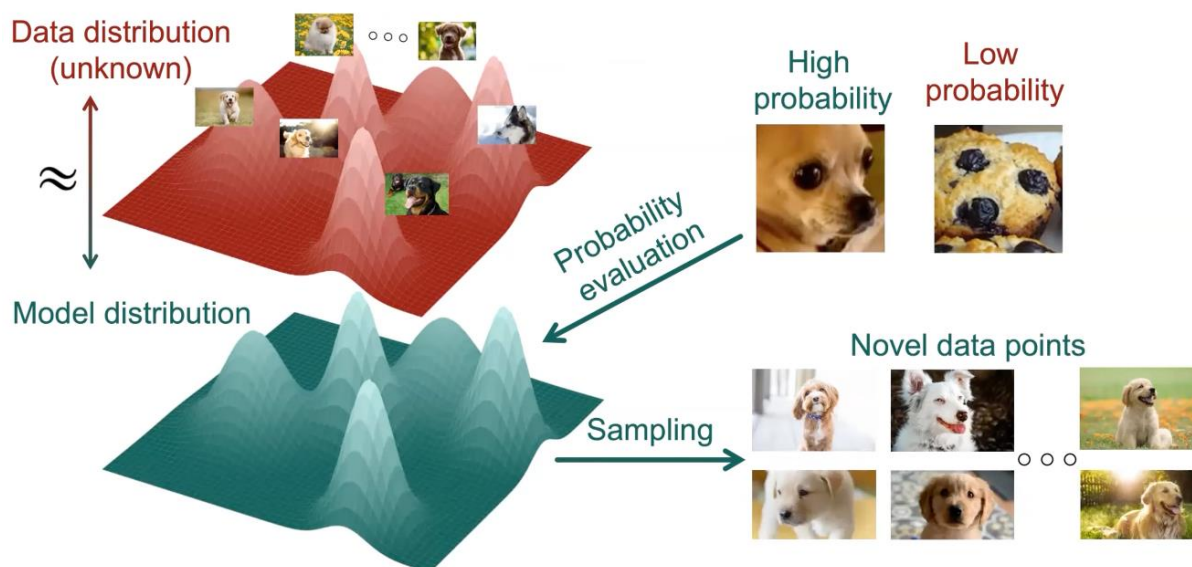 Data distribution
(unknown)
High
probability
Low
probability
≈
Probability
evaluation
Model distribution
Novel data points
Sampling